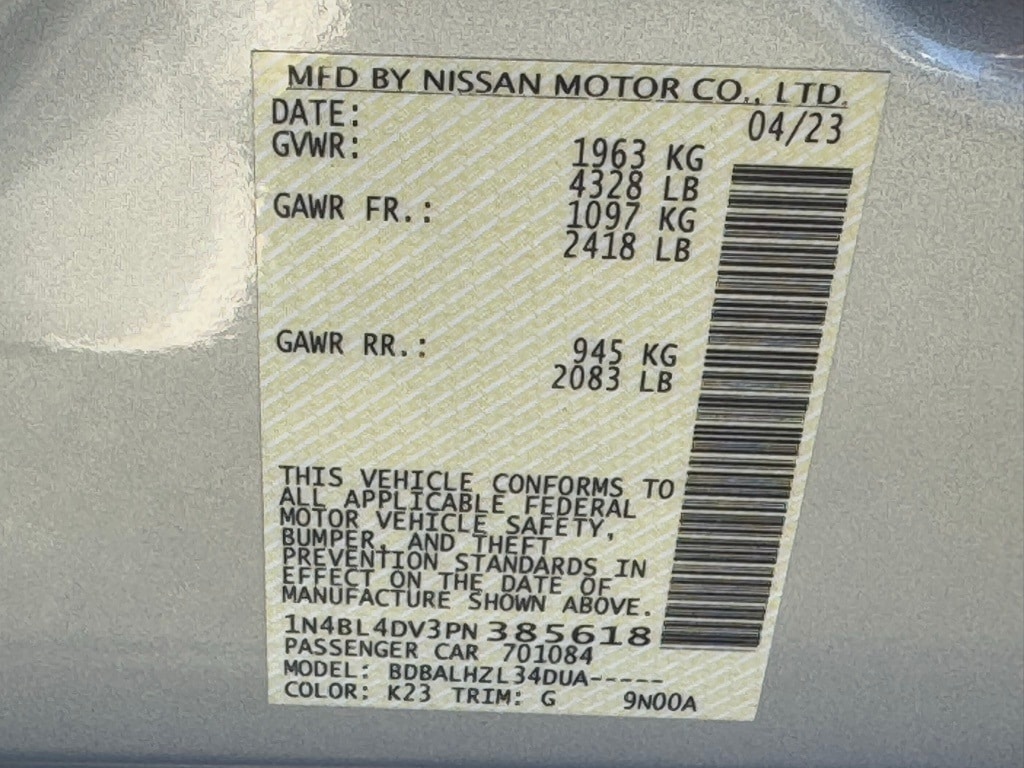 MFD BY NISSAN MOTOR CO., LTD.
DATE: 04/23
GVWR: 1963 KG
4328 LB
GAWR FR.: 1097 KG
2418 LB
GAWR RR.: 945 KG
2083 LB
THIS VEHICLE CONFORMS TO
ALL APPLICABLE FEDERAL
MOTOR VEHICLE SAFETY,
BUMPER, AND THEFT
PREVENTION STANDARDS IN
EFFECT ON THE DATE OF
MANUFACTURE SHOWN ABOVE.
1N4BL4DV3PN385618
PASSENGER CAR 701084
MODEL: BDBALHZL34DUA-----
COLOR: K23 TRIM: G 9N00A